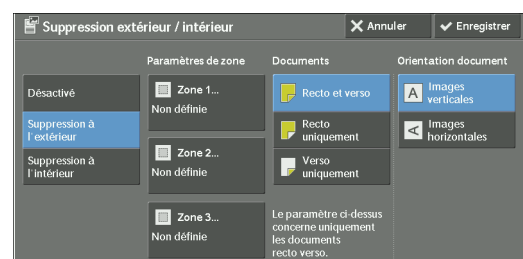 Suppression extérieur / intérieur
Annuler
Enregistrer
Paramètres de zone
Documents
Orientation document
Désactivé
Suppression à
l'extérieur
Suppression à
l'intérieur
Zone 1...
Non définie
Zone 2...
Non définie
Zone 3...
Non définie
Recto et verso
Recto
uniquement
Verso
uniquement
Le paramètre ci-dessus
concerne uniquement
les documents
recto verso.
A
Images
verticales
A
Images
horizontales